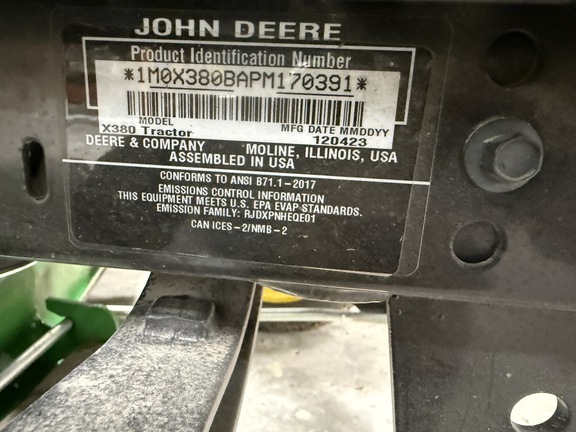 JOHN DEERE
Product Identification Number
*1M0X380BAPM170391*
MODEL MFG DATE MMDDYY
X380 Tractor 120423
DEERE & COMPANY MOLINE, ILLINOIS, USA
ASSEMBLED IN USA
CONFORMS TO ANSI B71.1-2017
EMISSIONS CONTROL INFORMATION
THIS EQUIPMENT MEETS U.S. EPA EVAP STANDARDS.
EMISSION FAMILY: RJDXPNHEQE01
CAN ICES-2/NMB-2